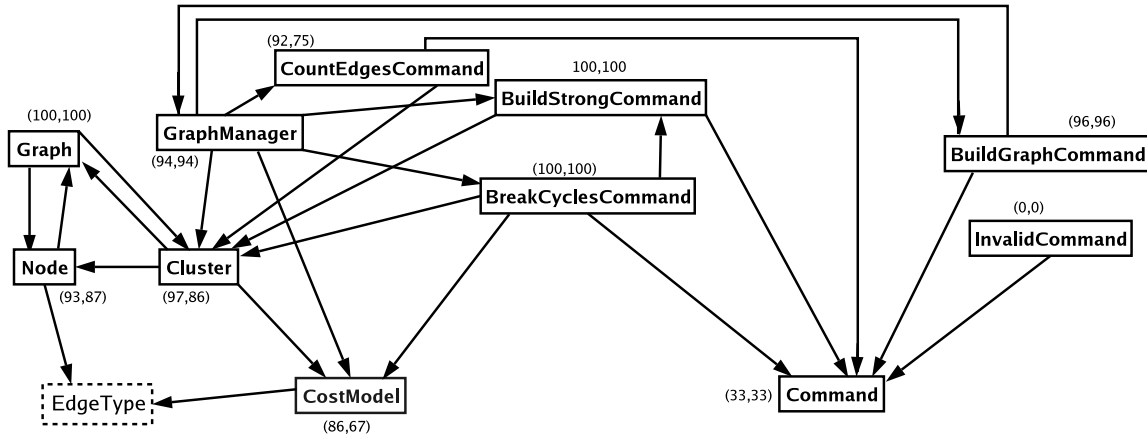 (92,75)
CountEdgesCommand
100,100
BuildStrongCommand
(100,100)
GraphManager
(96,96)
Graph
(94,94)
BuildGraphCommand
(100,100)
BreakCyclesCommand
(0,0)
InvalidCommand
Node
Cluster
(93,87)
(97,86)
EdgeType
CostModel
(33,33)
Command
(86,67)